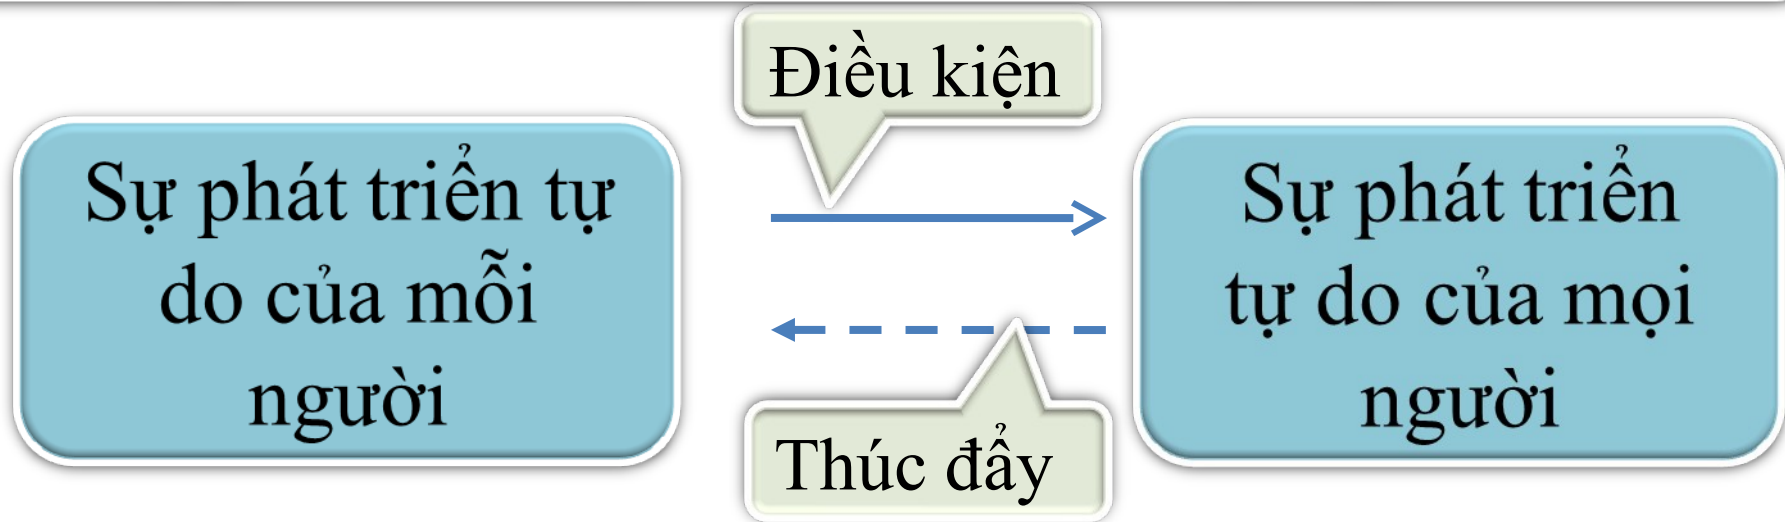 Điều kiện
Sự phát triển tự
do của mỗi
người
Sự phát triển
tự do của mọi
người
Thúc đẩy